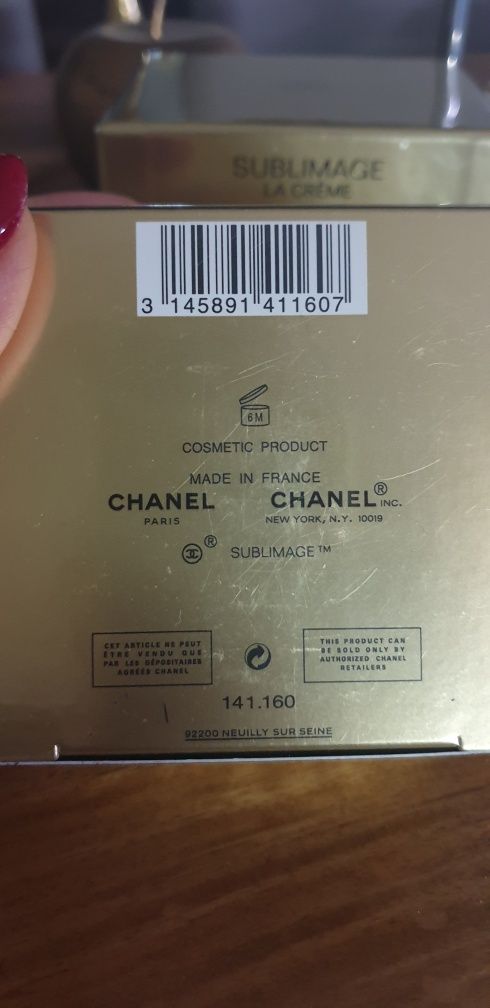 SUBLIMAGE
LA CRÈME
3 145891 411607
6M
COSMETIC PRODUCT
MADE IN FRANCE
CHANEL
PARIS
CHANEL® INC.
NEW YORK, N.Y. 10019
® SUBLIMAGE™
CET ARTICLE NE PEUT
ÊTRE VENDU QUE
PAR LES DÉPOSITAIRES
AGRÉÉS CHANEL
THIS PRODUCT CAN
BE SOLD ONLY BY
AUTHORIZED CHANEL
RETAILERS
141.160
92200 NEUILLY SUR SEINE